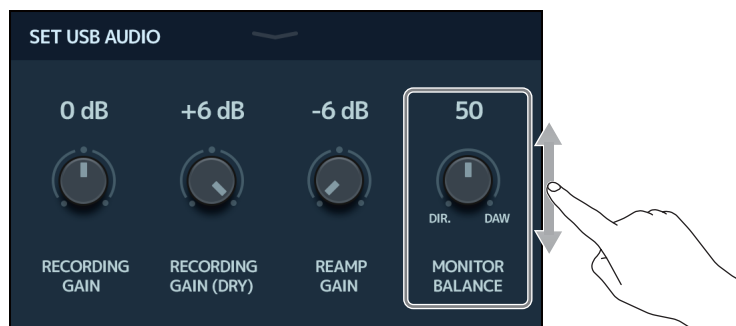 SET USB AUDIO
0 dB +6 dB -6 dB 50
DIR. DAW
RECORDING GAIN
RECORDING GAIN (DRY)
REAMP GAIN
MONITOR BALANCE